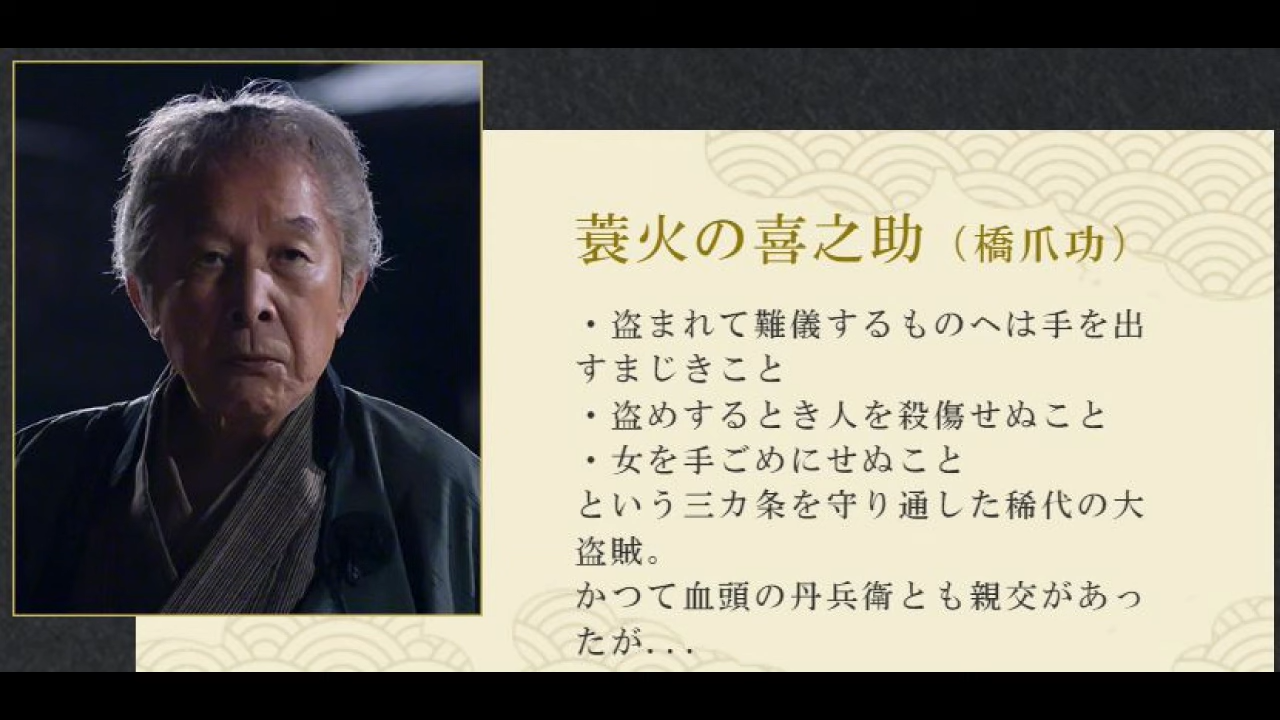 蓑火の喜之助（橋爪功）
・盗まれて難儀するものへは手を出
すまじきこと
・盗めするとき人を殺傷せぬこと
・女を手ごめにせぬこと
という三カ条を守り通した稀代の大
盗賊。
かつて血頭の丹兵衛とも親交があっ
たが...